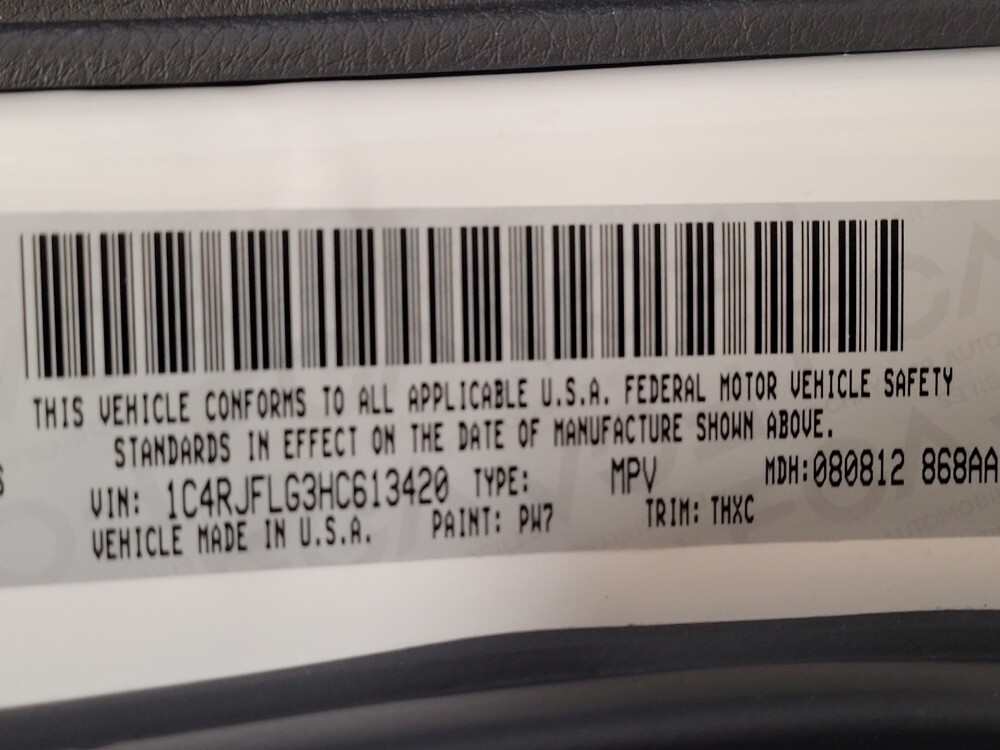 THIS VEHICLE CONFORMS TO ALL APPLICABLE U.S.A. FEDERAL MOTOR VEHICLE SAFETY
STANDARDS IN EFFECT ON THE DATE OF MANUFACTURE SHOWN ABOVE.
VIN: 1C4RJFLG3HC613420 TYPE: MPV MDH:080812 868AA
VEHICLE MADE IN U.S.A. PAINT: PW7 TRIM: THXC